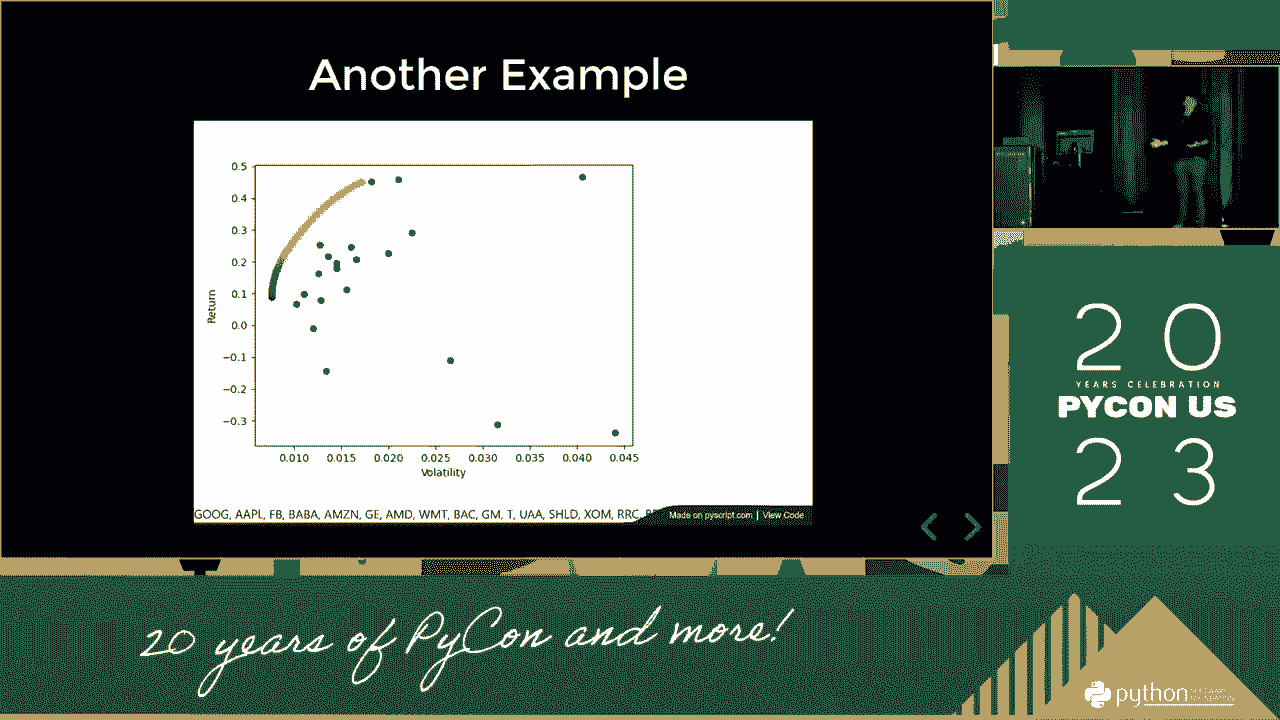 Another Example
0.5
0.4
0.3
0.2
0.1
0.0
−0.1
−0.2
−0.3
Return
0.010 0.015 0.020 0.025 0.030 0.035 0.040 0.045
Volatility
GOOG, AAPL, FB, BABA, AMZN, GE, AMD, WMT, BAC, GM, T, UAA, SHLD, XOM, RRC,
Made on pyscript.com | View Code
20
YEARS CELEBRATION
PYCON US
23
20 years of PyCon and more!
python